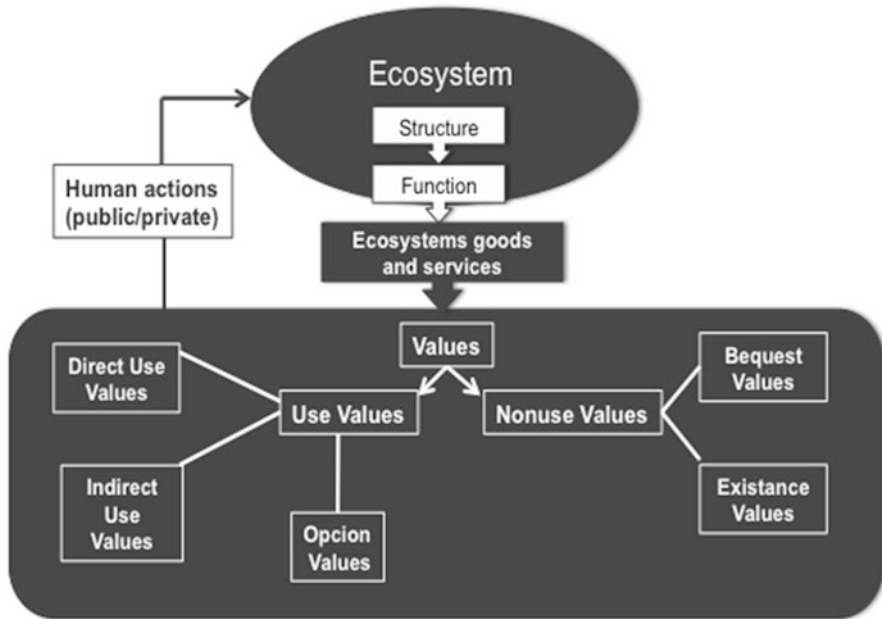 Ecosystem
Structure
Function
Human actions
(public/private)
Ecosystems goods
and services
Values
Direct Use
Values
Use Values
Nonuse Values
Bequest
Values
Indirect
Use
Values
Opcion
Values
Existance
Values